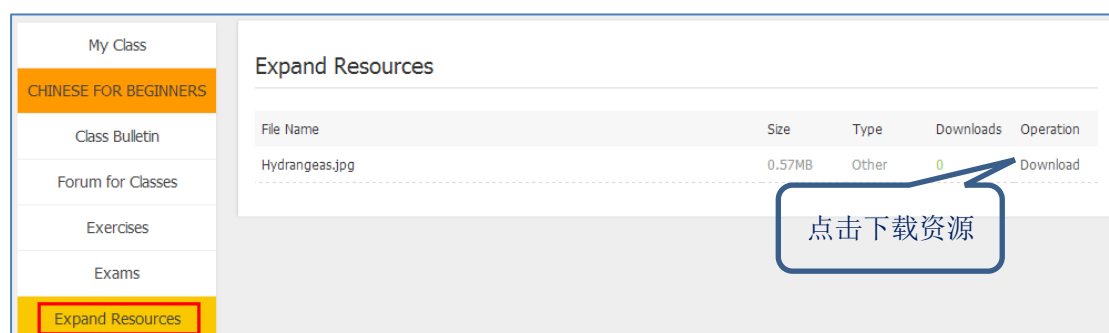 My Class
CHINESE FOR BEGINNERS
Class Bulletin
Forum for Classes
Exercises
Exams
Expand Resources
Expand Resources
File Name Size Type Downloads Operation
Hydrangeas.jpg 0.57MB Other 0 Download
点击下载资源